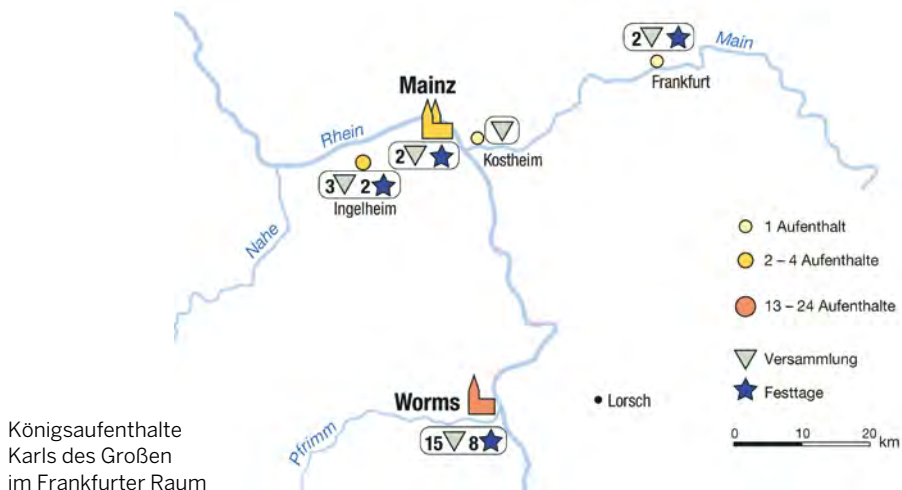 2
Main
Frankfurt
Mainz
Rhein
2
Kostheim
3 2
Ingelheim
Nahe
1 Aufenthalt
2 – 4 Aufenthalte
13 – 24 Aufenthalte
Versammlung
Festtage
0 10 20 km
Worms
Lorsch
Pfrimm
15 8
Königsaufenthalte
Karls des Großen
im Frankfurter Raum